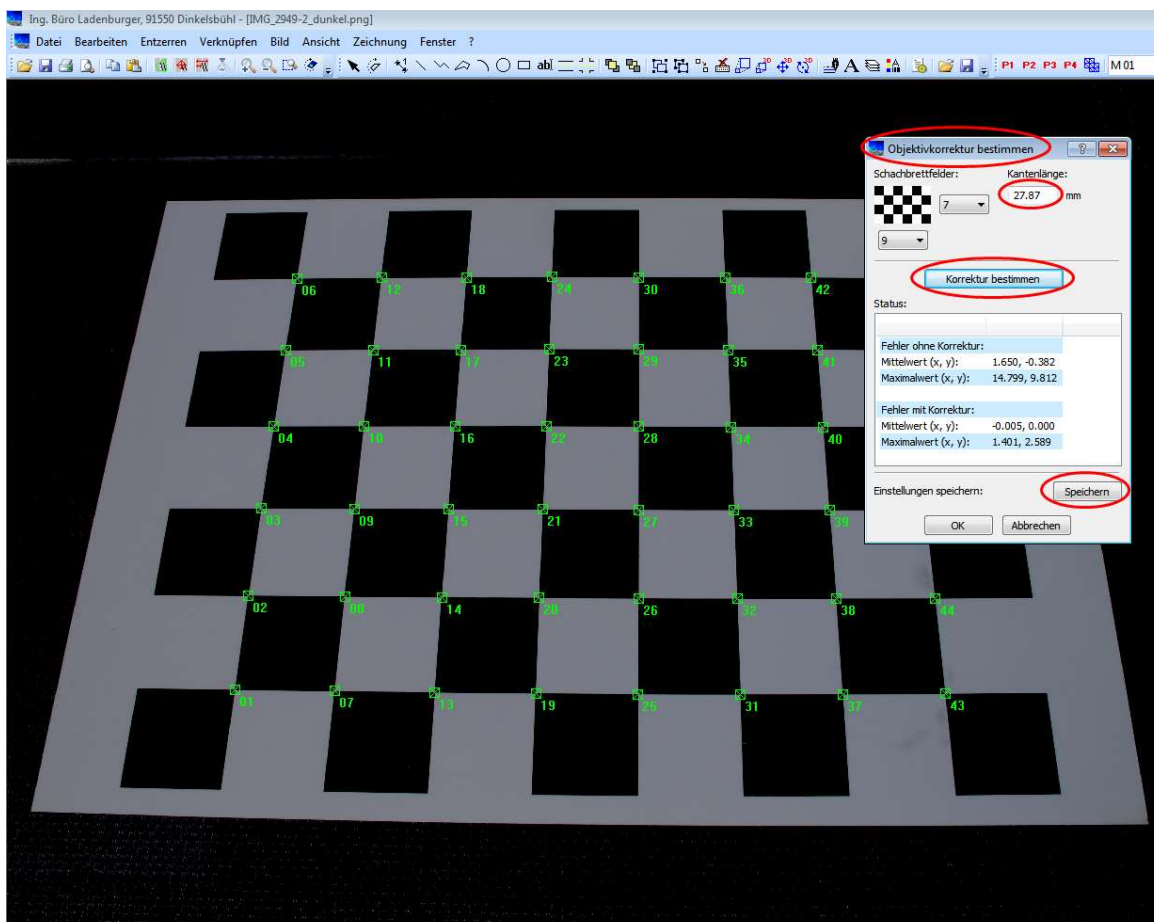 Ing. Büro Ladenburger, 91550 Dinkelsbühl - [IMG_2949-2_dunkel.png]
Datei Bearbeiten Entzerren Verknüpfen Bild Ansicht Zeichnung Fenster ?
abl A P1 P2 P3 P4 M 01
Objektivkorrektur bestimmen ?
Schachbrettfelder: Kantenlänge:
7 27.87 mm
9
Korrektur bestimmen
Status:
Fehler ohne Korrektur:
Mittelwert (x, y): 1.650, -0.382
Maximalwert (x, y): 14.799, 9.812
Fehler mit Korrektur:
Mittelwert (x, y): -0.005, 0.000
Maximalwert (x, y): 1.401, 2.589
Einstellungen speichern: Speichern
OK Abbrechen
06 12 18 24 30 36 42
05 11 17 23 29 35 41
04 10 16 22 28 34 40
03 09 15 21 27 33 39
02 08 14 20 26 32 38 44
01 07 13 19 25 31 37 43